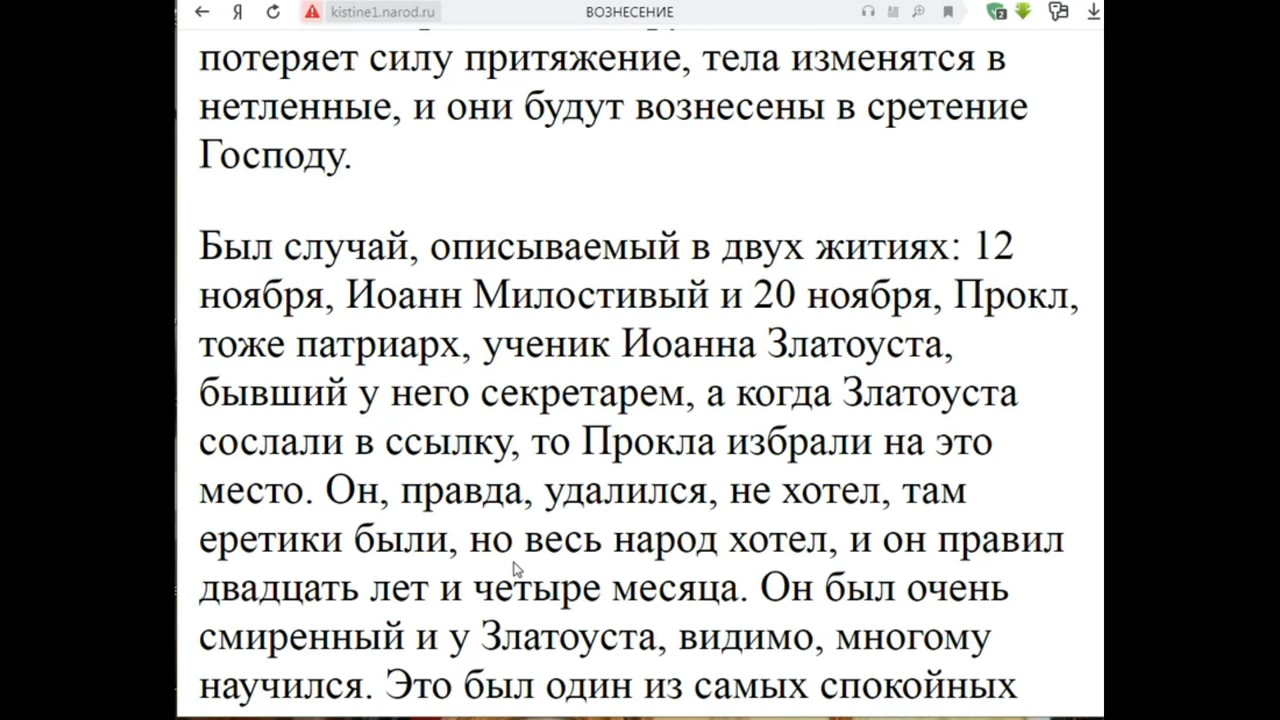 Я kistine1.narod.ru ВОЗНЕСЕНИЕ 2
потеряет силу притяжение, тела изменятся в
нетленные, и они будут вознесены в сретение
Господу.
Был случай, описываемый в двух житиях: 12
ноября, Иоанн Милостивый и 20 ноября, Прокл,
тоже патриарх, ученик Иоанна Златоуста,
бывший у него секретарем, а когда Златоуста
сослали в ссылку, то Прокла избрали на это
место. Он, правда, удалился, не хотел, там
еретики были, но весь народ хотел, и он правил
двадцать лет и четыре месяца. Он был очень
смиренный и у Златоуста, видимо, многому
научился. Это был один из самых спокойных